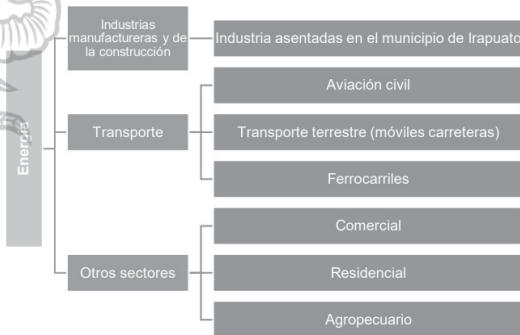 Energía
Industrias
manufactureras y de
la construcción
Industria asentadas en el municipio de Irapuato
Transporte
Aviación civil
Transporte terrestre (móviles carreteras)
Ferrocarriles
Otros sectores
Comercial
Residencial
Agropecuario